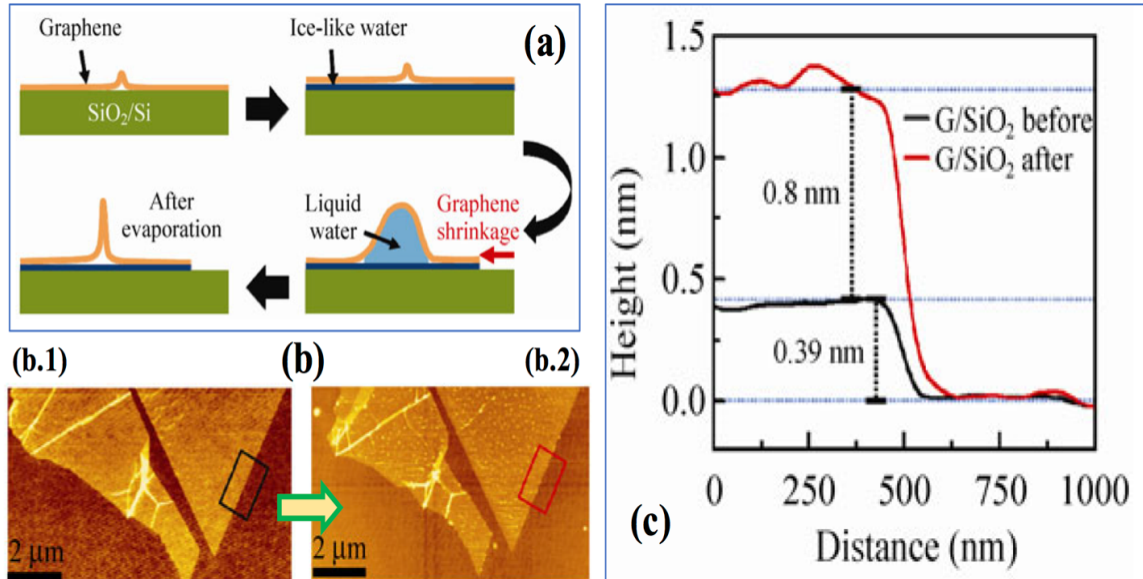 (a)
Graphene
Ice-like water
SiO₂/Si
After
evaporation
Liquid
water
Graphene
shrinkage
(b.1)
(b)
(b.2)
2 μm
2 μm
1.5
1.0
0.5
0.0
Height (nm)
G/SiO₂ before
G/SiO₂ after
0.8 nm
0.39 nm
0
250
500
750
1000
Distance (nm)
(c)